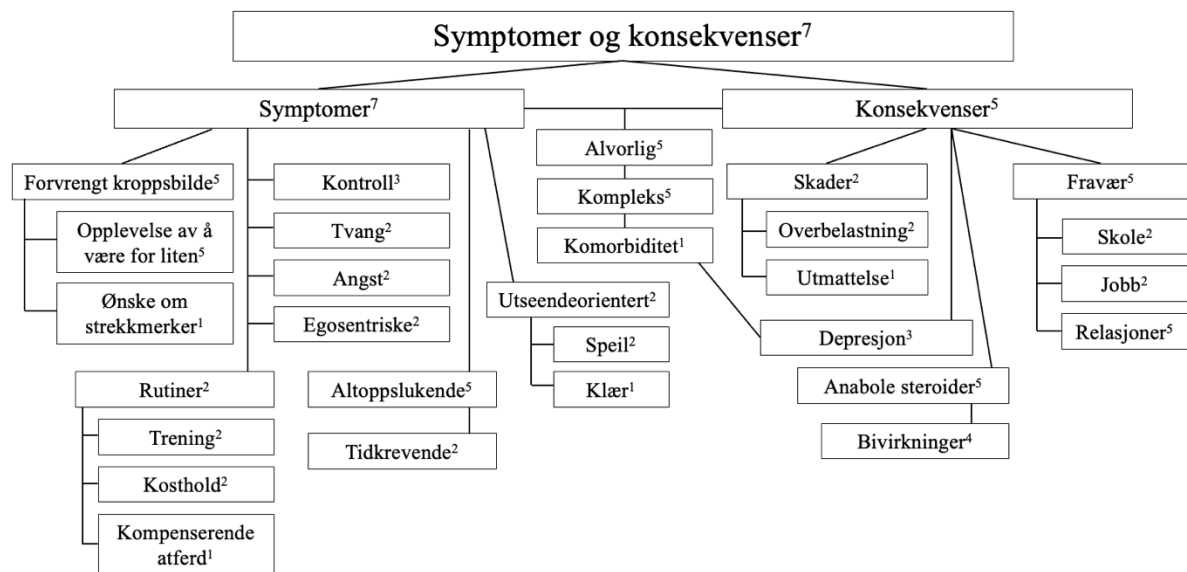 Symptomer og konsekvenser⁷
Symptomer⁷
Konsekvenser⁵
Forvrengt kroppsbilde⁵
Opplevelse av å
være for liten⁵
Ønske om
strekkmerker¹
Kontroll³
Tvang²
Angst²
Egosentriske²
Rutiner²
Trening²
Kosthold²
Kompenserende
atferd¹
Altoppslukende⁵
Tidkrevende²
Utseendeorientert²
Speil²
Klær¹
Alvorlig⁵
Kompleks⁵
Komorbiditet¹
Skader²
Overbelastning²
Utmattelse¹
Depresjon³
Anabole steroider⁵
Bivirkninger⁴
Fravær⁵
Skole²
Jobb²
Relasjoner⁵